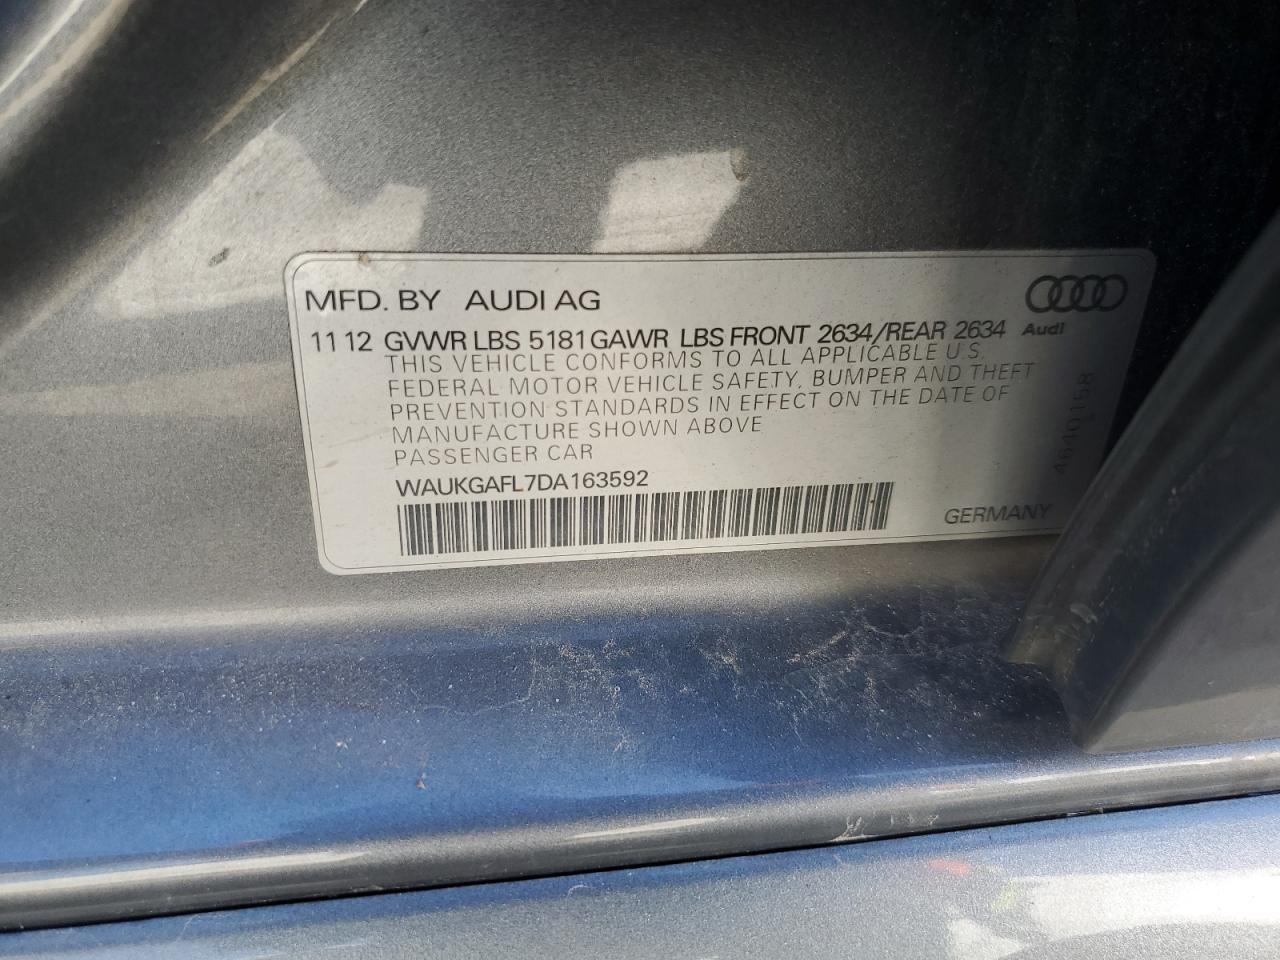 MFD. BY AUDI AG
11 12 GVWR LBS 5181 GAWR LBS FRONT 2634/REAR 2634
Audi
THIS VEHICLE CONFORMS TO ALL APPLICABLE U.S.
FEDERAL MOTOR VEHICLE SAFETY, BUMPER AND THEFT
PREVENTION STANDARDS IN EFFECT ON THE DATE OF
MANUFACTURE SHOWN ABOVE
PASSENGER CAR
WAUKGAFL7DA163592
GERMANY
4640158